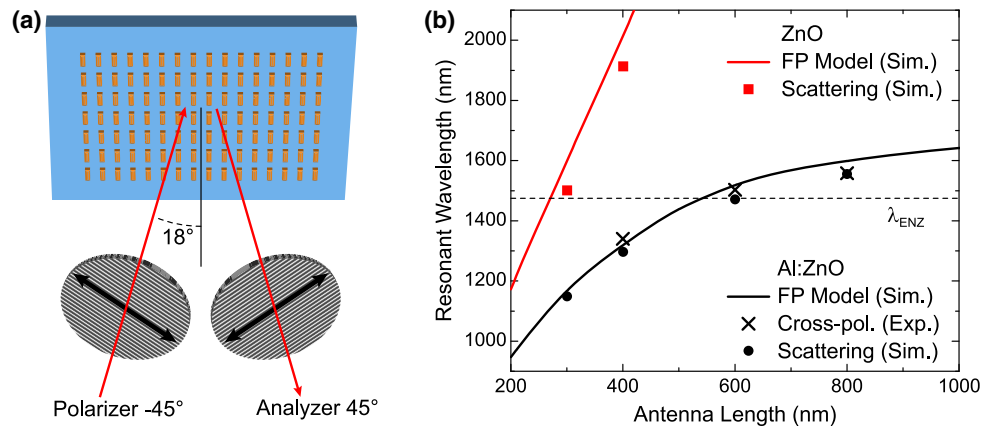 (a)
18°
Polarizer -45°
Analyzer 45°
(b)
Resonant Wavelength (nm)
2000
1800
1600
1400
1200
1000
ZnO
FP Model (Sim.)
Scattering (Sim.)
λENZ
Al:ZnO
FP Model (Sim.)
Cross-pol. (Exp.)
Scattering (Sim.)
200 400 600 800 1000
Antenna Length (nm)